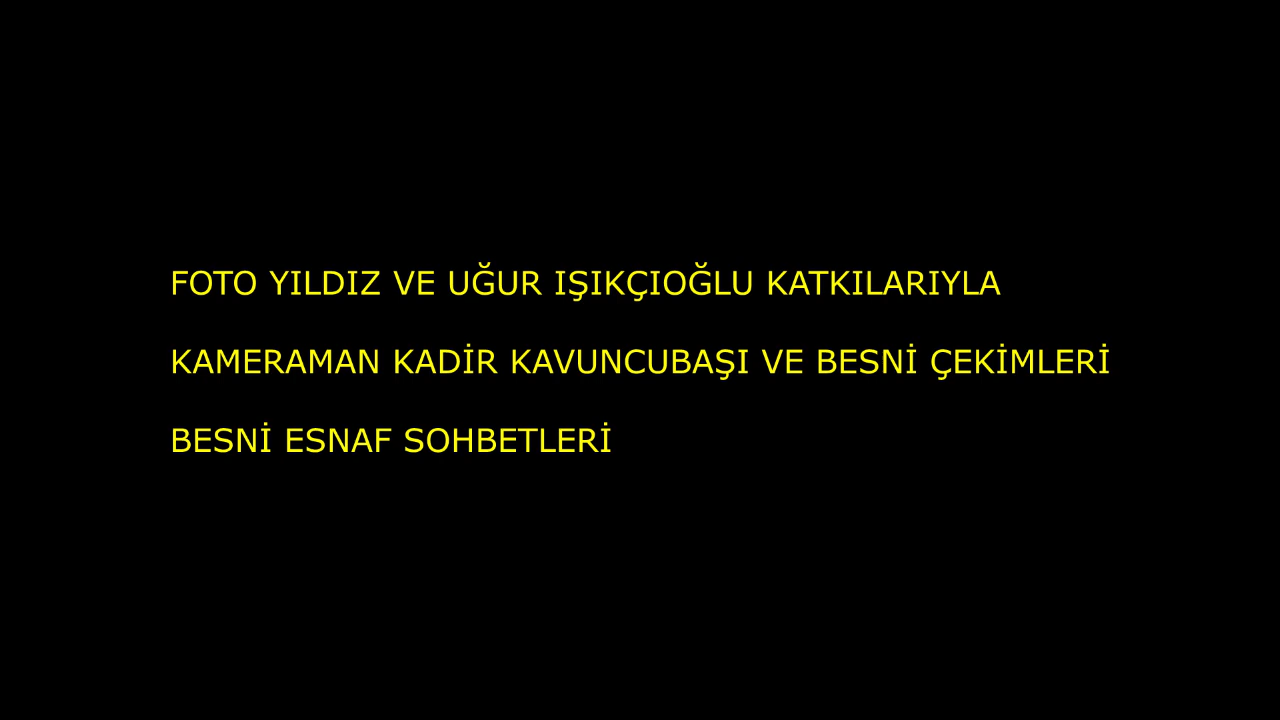 FOTO YILDIZ VE UĞUR IŞIKÇIOĞLU KATKILARIYLA
KAMERAMAN KADİR KAVUNCUBAŞI VE BESNİ ÇEKİMLERİ
BESNİ ESNAF SOHBETLERİ